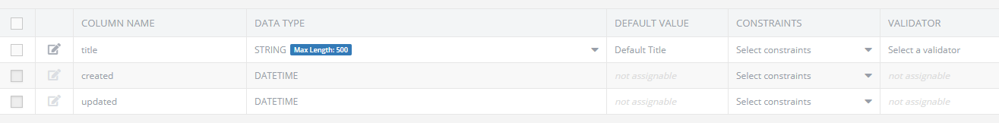 COLUMN NAME DATA TYPE DEFAULT VALUE CONSTRAINTS VALIDATOR
title STRING Max Length: 500 Default Title Select constraints Select a validator
created DATETIME not assignable Select constraints not assignable
updated DATETIME not assignable Select constraints not assignable